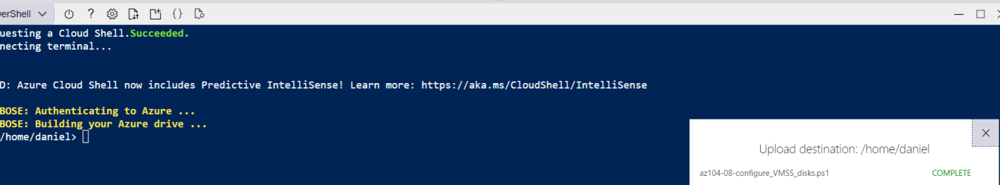 werShell
uesting a Cloud Shell.Succeeded.
necting terminal...
D: Azure Cloud Shell now includes Predictive IntelliSense! Learn more: https://aka.ms/CloudShell/IntelliSense
BOSE: Authenticating to Azure ...
BOSE: Building your Azure drive ...
/home/daniel>
Upload destination: /home/daniel
az104-08-configure_VMSS_disks.ps1 COMPLETE